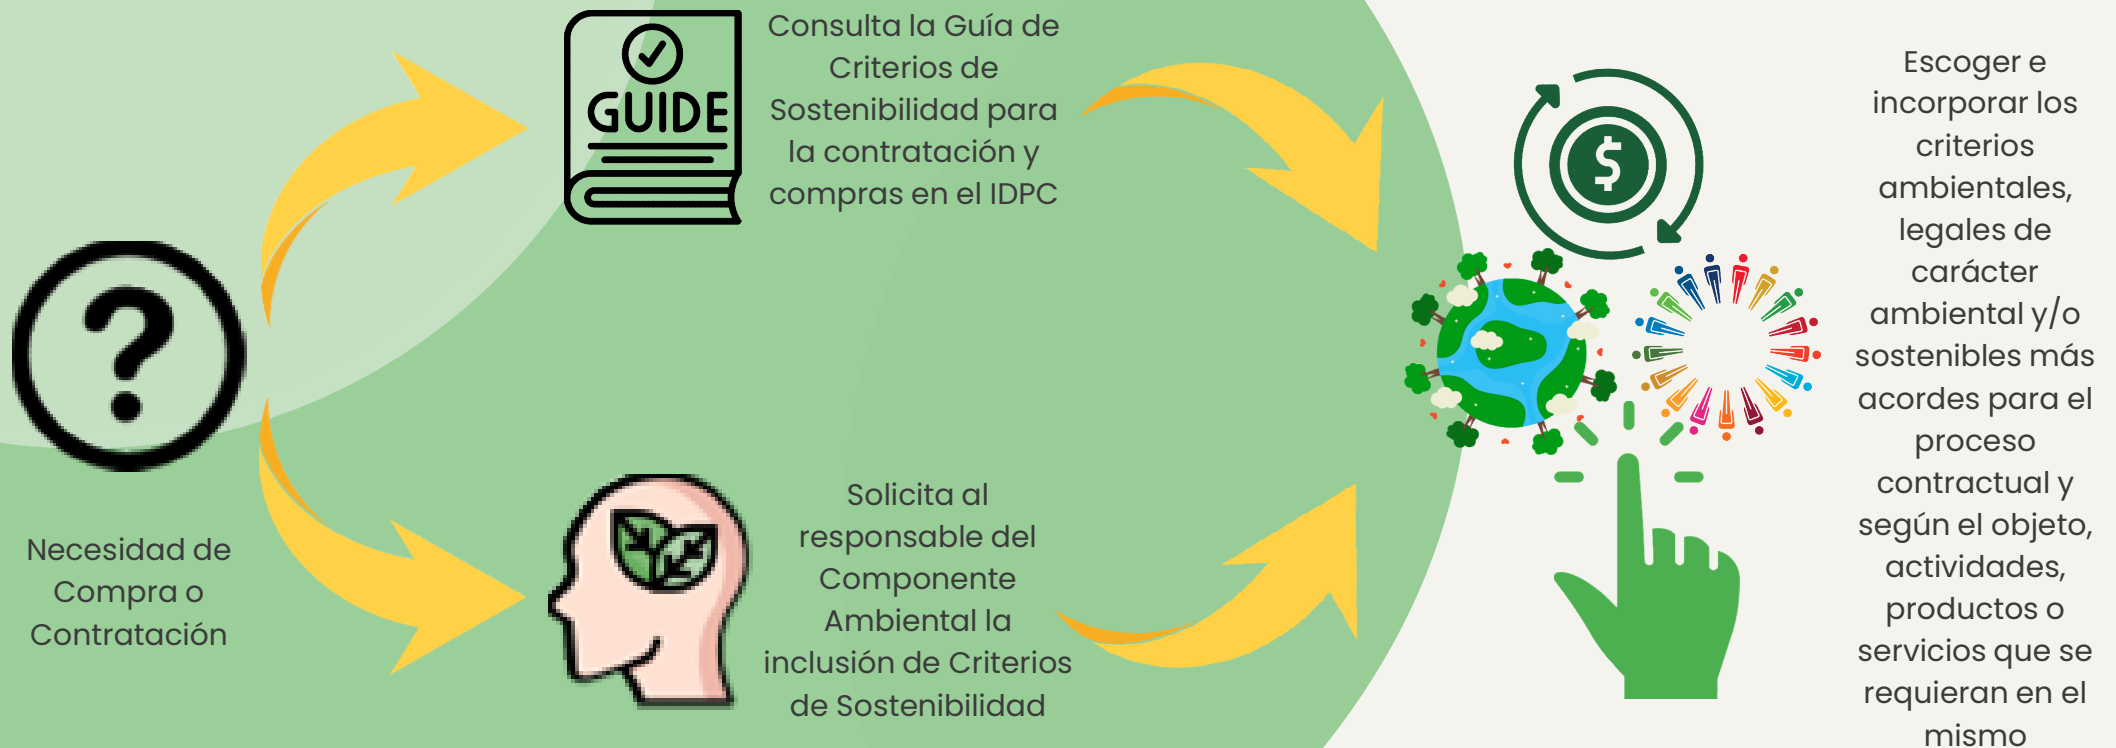 GUIDE
Consulta la Guía de
Criterios de
Sostenibilidad para
la contratación y
compras en el IDPC
Necesidad de
Compra o
Contratación
Solicita al
responsable del
Componente
Ambiental la
inclusión de Criterios
de Sostenibilidad
$
Escoger e
incorporar los
criterios
ambientales,
legales de
carácter
ambiental y/o
sostenibles más
acordes para el
proceso
contractual y
según el objeto,
actividades,
productos o
servicios que se
requieran en el
mismo